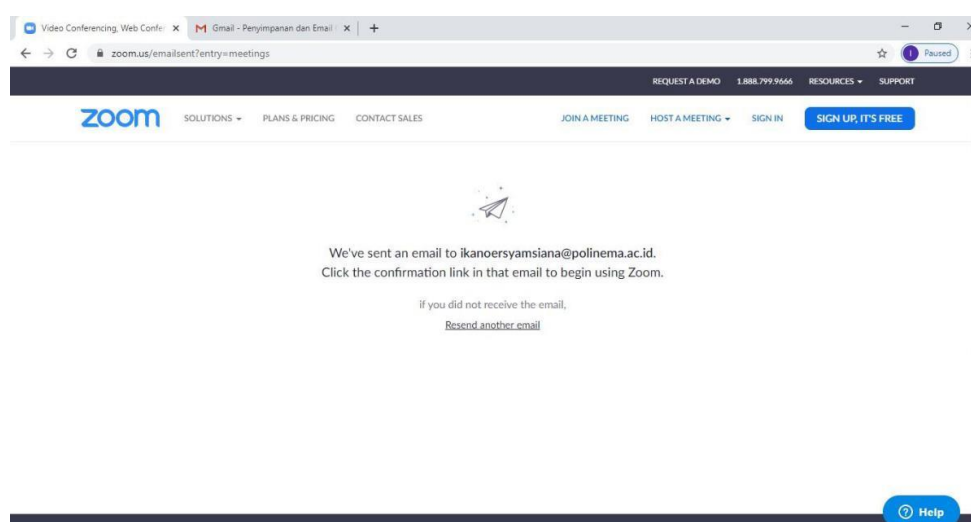 Video Conferencing, Web Confe
Gmail - Penyimpanan dan Email
zoom.us/emailsent?entry=meetings
I
Paused
REQUEST A DEMO 1.888.799.9666 RESOURCES SUPPORT
zoom SOLUTIONS PLANS & PRICING CONTACT SALES JOIN A MEETING HOST A MEETING SIGN IN SIGN UP, IT'S FREE
We've sent an email to ikanoersyamsiana@polinema.ac.id.
Click the confirmation link in that email to begin using Zoom.
if you did not receive the email,
Resend another email
Help